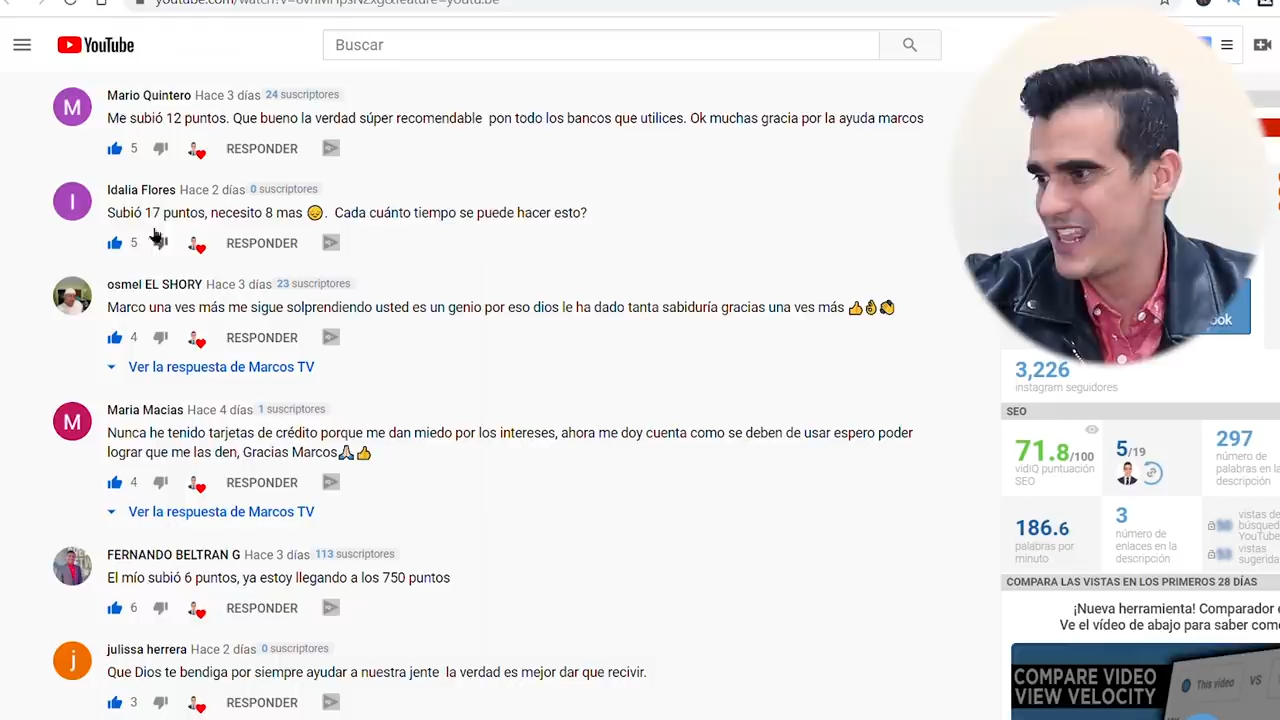 YouTube
Buscar
M
Mario Quintero Hace 3 días 24 suscriptores
Me subió 12 puntos. Que bueno la verdad súper recomendable pon todo los bancos que utilices. Ok muchas gracia por la ayuda marcos
5 RESPONDER
I
Idalia Flores Hace 2 días 0 suscriptores
Subió 17 puntos, necesito 8 mas 😞. Cada cuánto tiempo se puede hacer esto?
5 RESPONDER
osmel EL SHORY Hace 3 días 23 suscriptores
Marco una ves más me sigue solprendiendo usted es un genio por eso dios le ha dado tanta sabiduría gracias una ves más 👍👌👏
4 RESPONDER
Ver la respuesta de Marcos TV
M
Maria Macias Hace 4 días 1 suscriptores
Nunca he tenido tarjetas de crédito porque me dan miedo por los intereses, ahora me doy cuenta como se deben de usar espero poder
lograr que me las den, Gracias Marcos🙏🏻👍
4 RESPONDER
Ver la respuesta de Marcos TV
FERNANDO BELTRAN G Hace 3 días 113 suscriptores
El mío subió 6 puntos, ya estoy llegando a los 750 puntos
6 RESPONDER
j
julissa herrera Hace 2 días 0 suscriptores
Que Dios te bendiga por siempre ayudar a nuestra jente la verdad es mejor dar que recivir.
3 RESPONDER
ook
3,226
instagram seguidores
SEO
71.8/100
vidiQ puntuación
SEO
5/19
297
número de
palabras en la
descripción
186.6
palabras por
minuto
3
número de
enlaces en la
descripción
vistas de
búsqued
YouTube
vistas
sugerida
COMPARA LAS VISTAS EN LOS PRIMEROS 28 DÍAS
¡Nueva herramienta! Comparador
Ve el vídeo de abajo para saber com
COMPARE VIDEO
VIEW VELOCITY
This video
VS